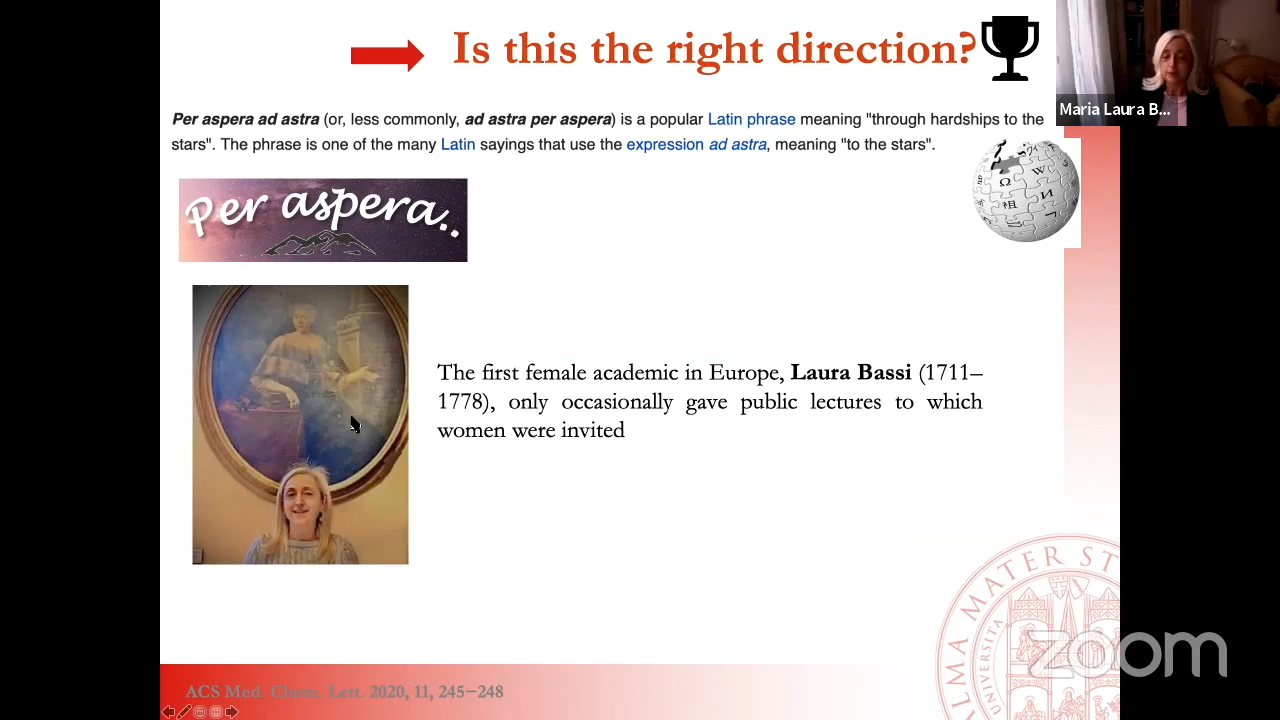 Is this the right direction?
Maria Laura B...
Per aspera ad astra (or, less commonly, ad astra per aspera) is a popular Latin phrase meaning "through hardships to the
stars". The phrase is one of the many Latin sayings that use the expression ad astra, meaning "to the stars".
Per aspera..
The first female academic in Europe, Laura Bassi (1711–
1778), only occasionally gave public lectures to which
women were invited
ALMA MATER ST
UNIVERSITA
zoom
ACS Med. Chem. Lett. 2020, 11, 245−248